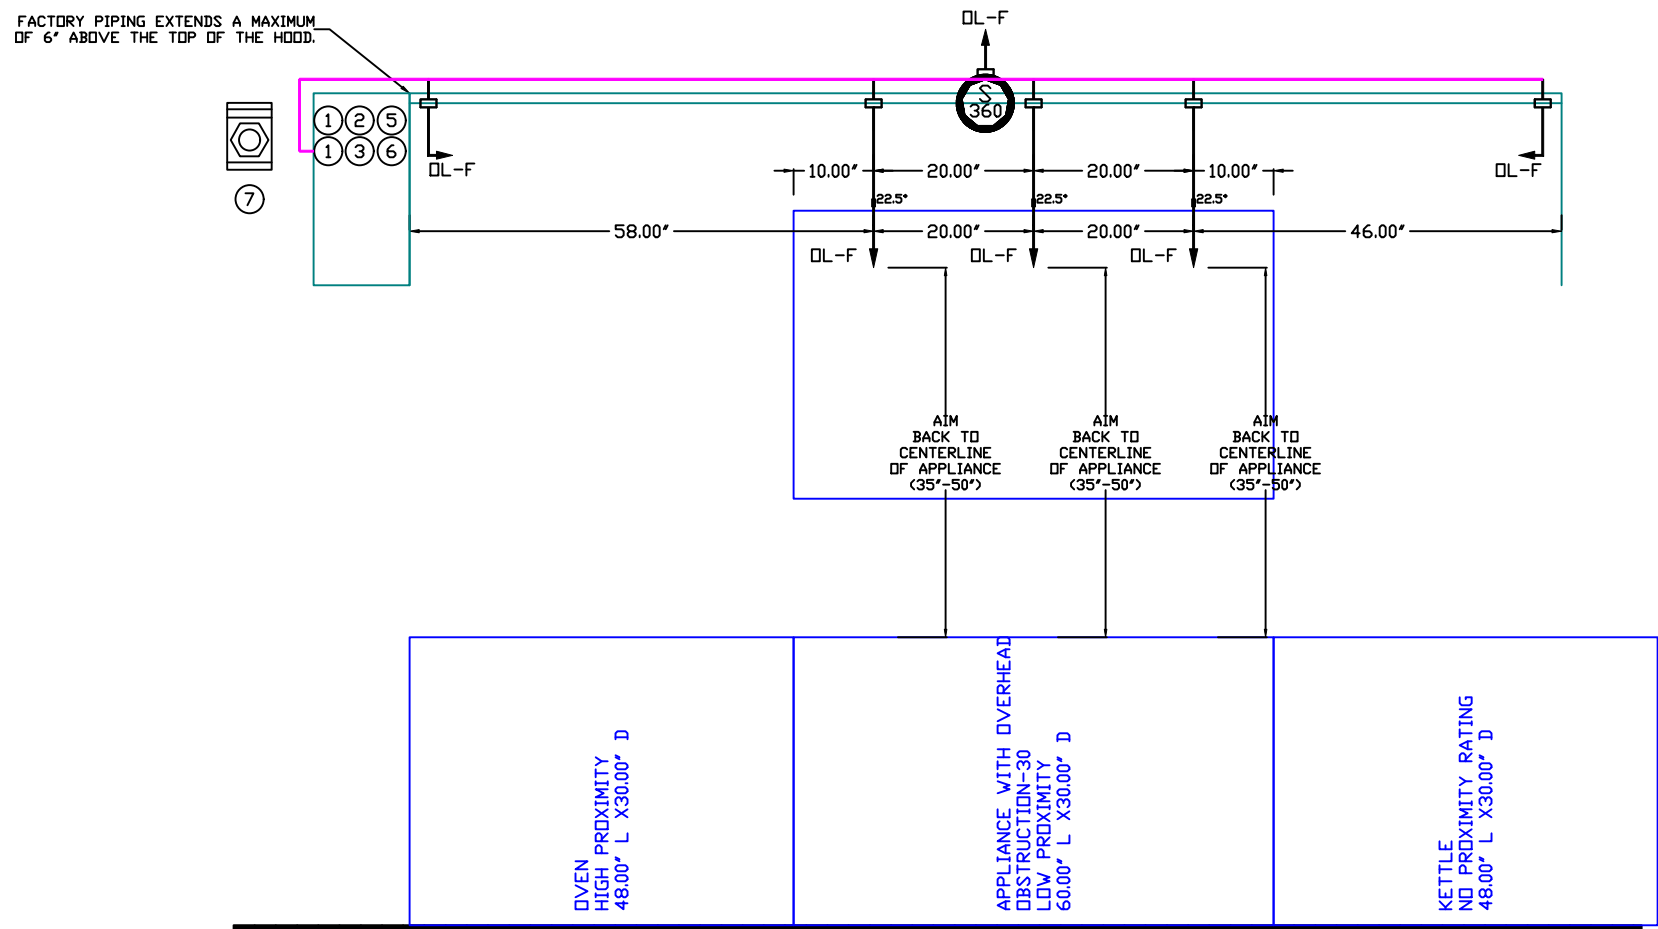 FACTORY PIPING EXTENDS A MAXIMUM
OF 6" ABOVE THE TOP OF THE HOOD.
OL-F
S
360
1 2 5
1 3 6
7
OL-F
OL-F
10.00" 20.00" 20.00" 10.00"
22.5° 22.5° 22.5°
58.00" 20.00" 20.00" 46.00"
OL-F OL-F OL-F
AIM
BACK TO
CENTERLINE
OF APPLIANCE
(35"-50")
AIM
BACK TO
CENTERLINE
OF APPLIANCE
(35"-50")
AIM
BACK TO
CENTERLINE
OF APPLIANCE
(35"-50")
OVEN
HIGH PROXIMITY
48.00" L X30.00" D
APPLIANCE WITH OVERHEAD
OBSTRUCTION-30
LOW PROXIMITY
60.00" L X30.00" D
KETTLE
NO PROXIMITY RATING
48.00" L X30.00" D